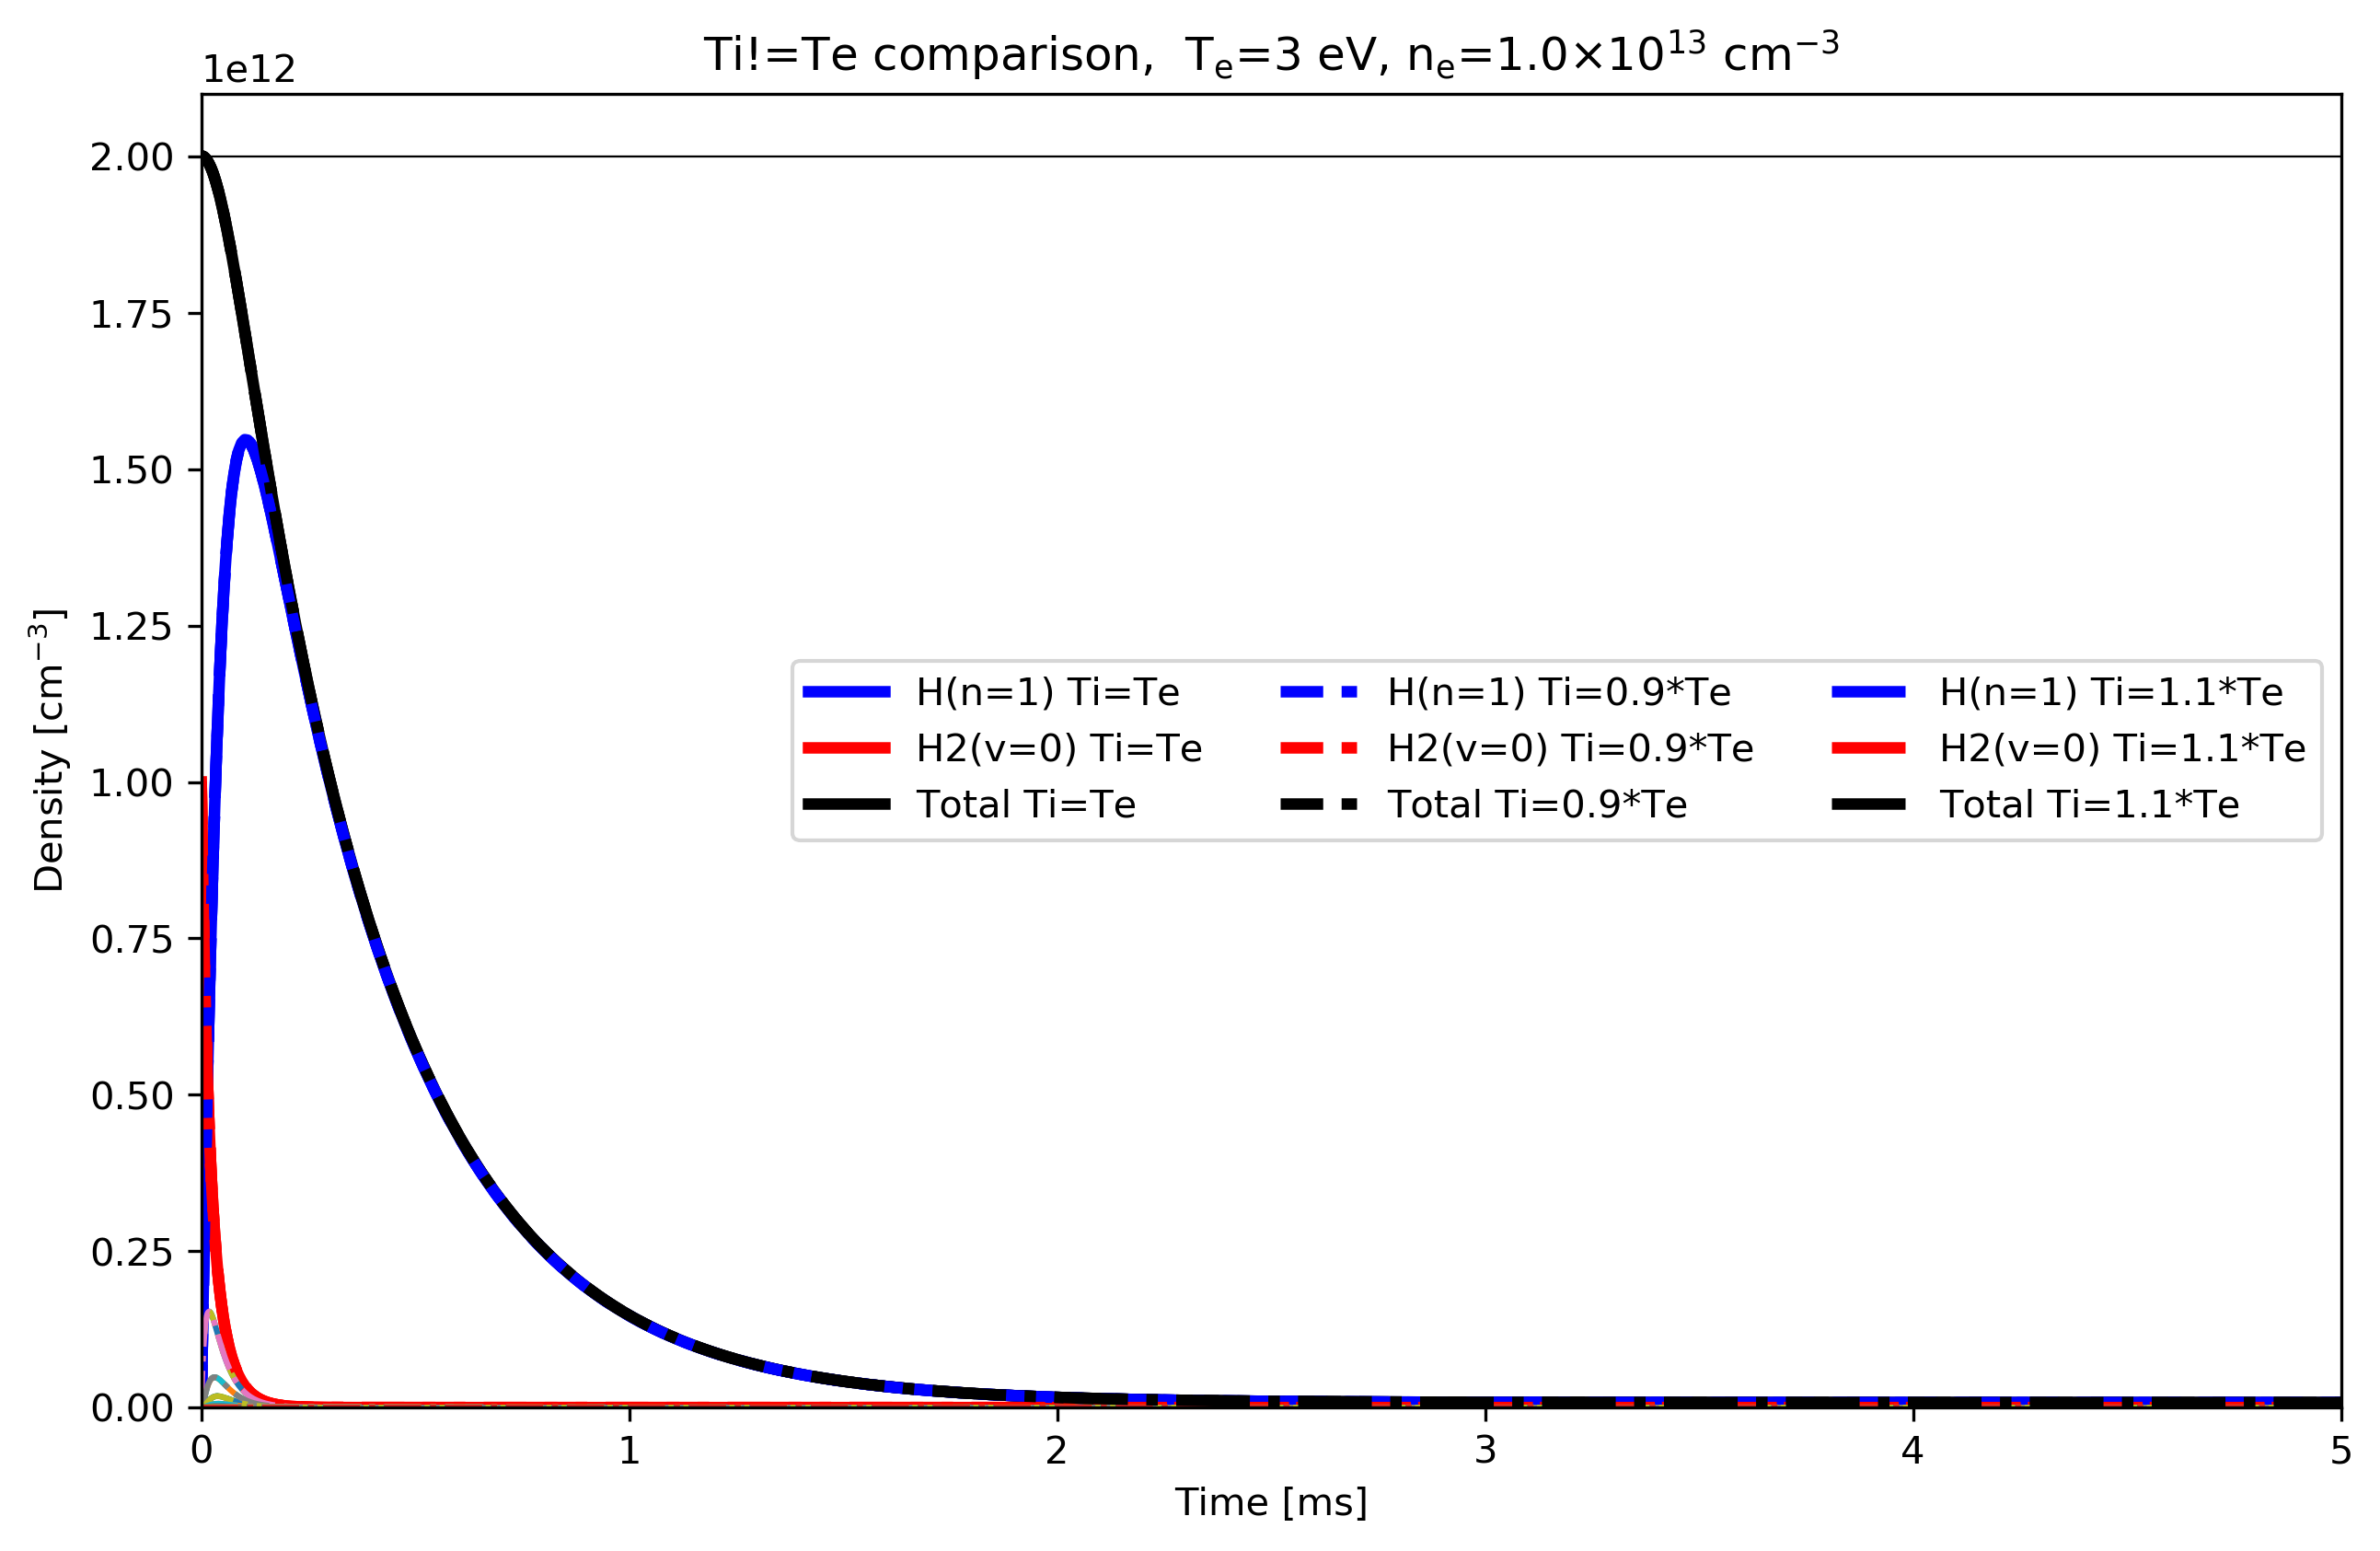 Ti!=Te comparison,  Tₑ=3 eV, nₑ=1.0×10¹³ cm⁻³
1e12
2.00
1.75
1.50
1.25
1.00
0.75
0.50
0.25
0.00
Density [cm⁻³]
H(n=1) Ti=Te
H2(v=0) Ti=Te
Total Ti=Te
H(n=1) Ti=0.9*Te
H2(v=0) Ti=0.9*Te
Total Ti=0.9*Te
H(n=1) Ti=1.1*Te
H2(v=0) Ti=1.1*Te
Total Ti=1.1*Te
0 1 2 3 4 5
Time [ms]